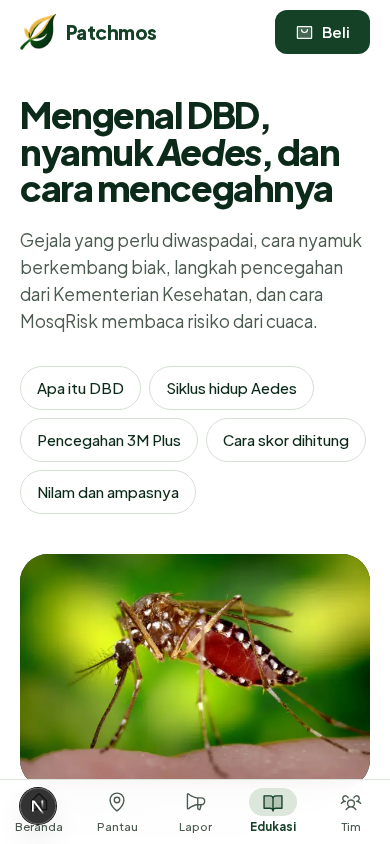 Patchmos
Beli
Mengenal DBD,
nyamuk Aedes, dan
cara mencegahnya
Gejala yang perlu diwaspadai, cara nyamuk
berkembang biak, langkah pencegahan
dari Kementerian Kesehatan, dan cara
MosqRisk membaca risiko dari cuaca.
Apa itu DBD
Siklus hidup Aedes
Pencegahan 3M Plus
Cara skor dihitung
Nilam dan ampasnya
N
Beranda
Pantau
Lapor
Edukasi
Tim